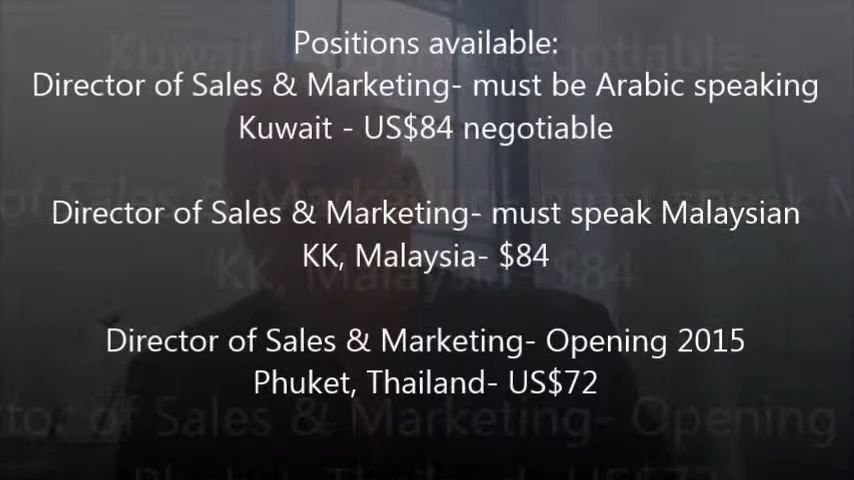 Positions available:
Director of Sales & Marketing- must be Arabic speaking
Kuwait - US$84 negotiable
Director of Sales & Marketing- must speak Malaysian
KK, Malaysia- $84
Director of Sales & Marketing- Opening 2015
Phuket, Thailand- US$72